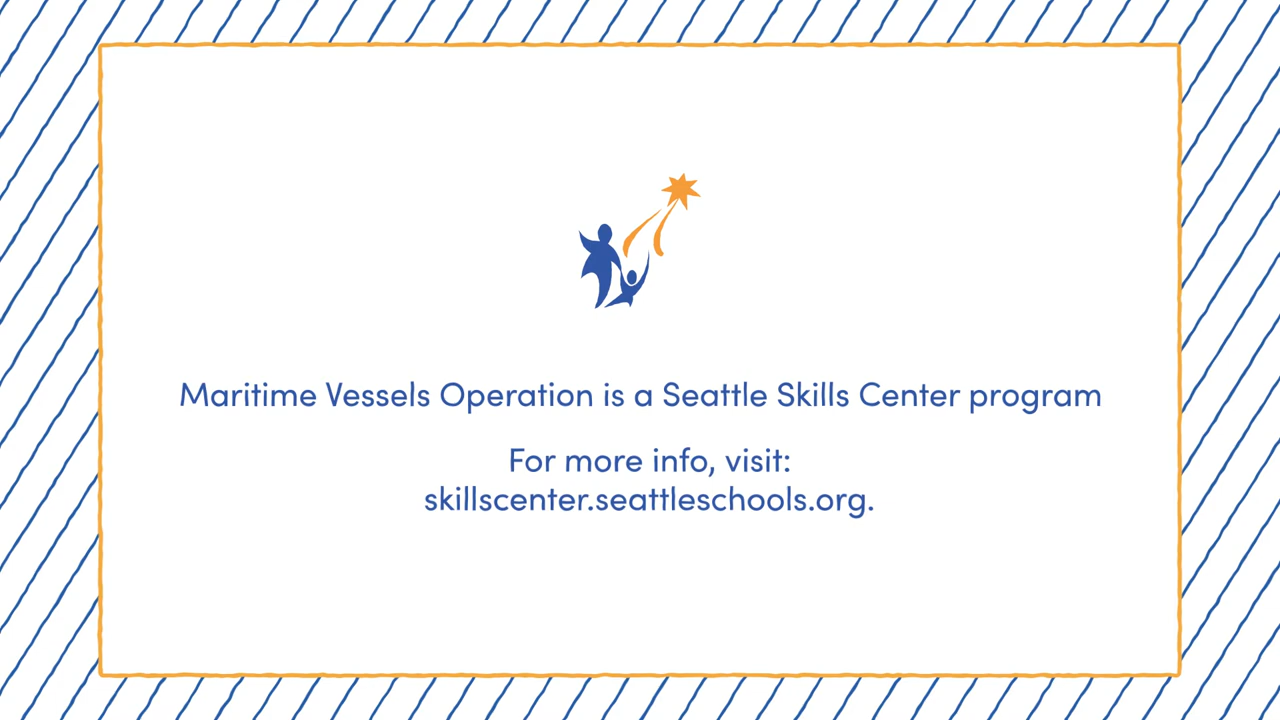 Maritime Vessels Operation is a Seattle Skills Center program
For more info, visit:
skillscenter.seattleschools.org.